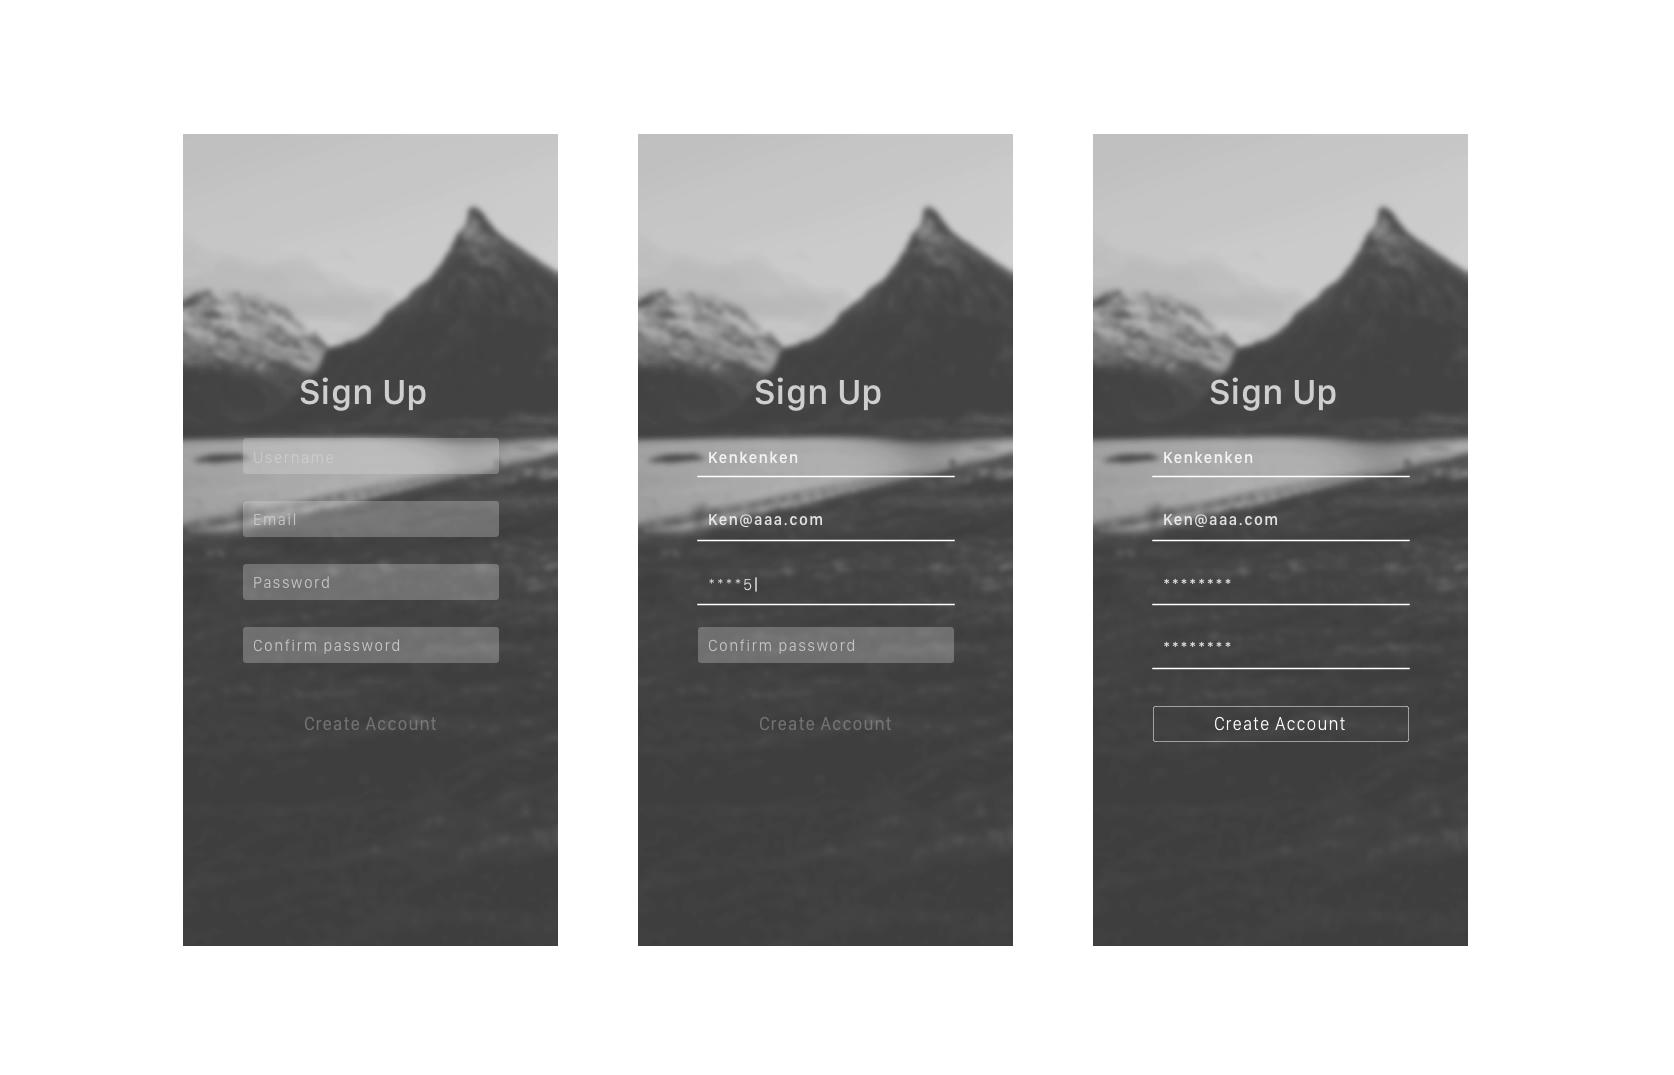 Sign Up
Username
Email
Password
Confirm password
Create Account
Sign Up
Kenkenken
Ken@aaa.com
****5|
Confirm password
Create Account
Sign Up
Kenkenken
Ken@aaa.com
********
********
Create Account